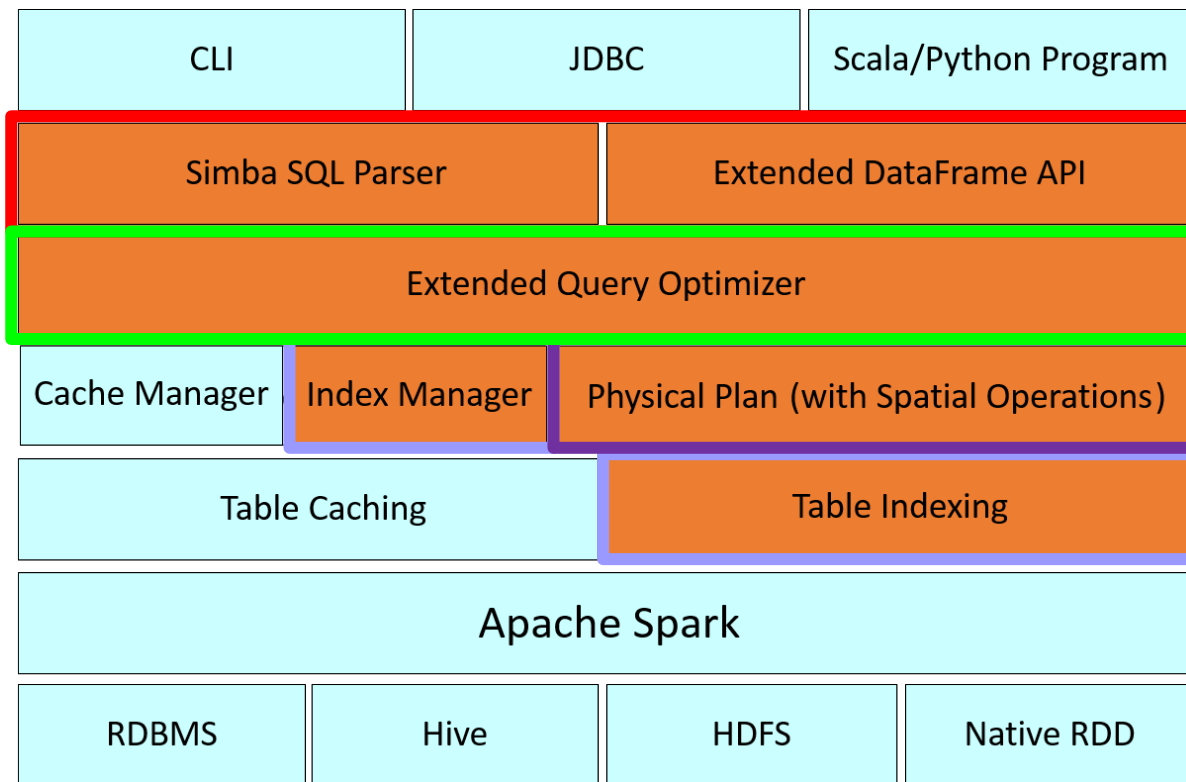 CLI
JDBC
Scala/Python Program
Simba SQL Parser
Extended DataFrame API
Extended Query Optimizer
Cache Manager
Index Manager
Physical Plan (with Spatial Operations)
Table Caching
Table Indexing
Apache Spark
RDBMS
Hive
HDFS
Native RDD